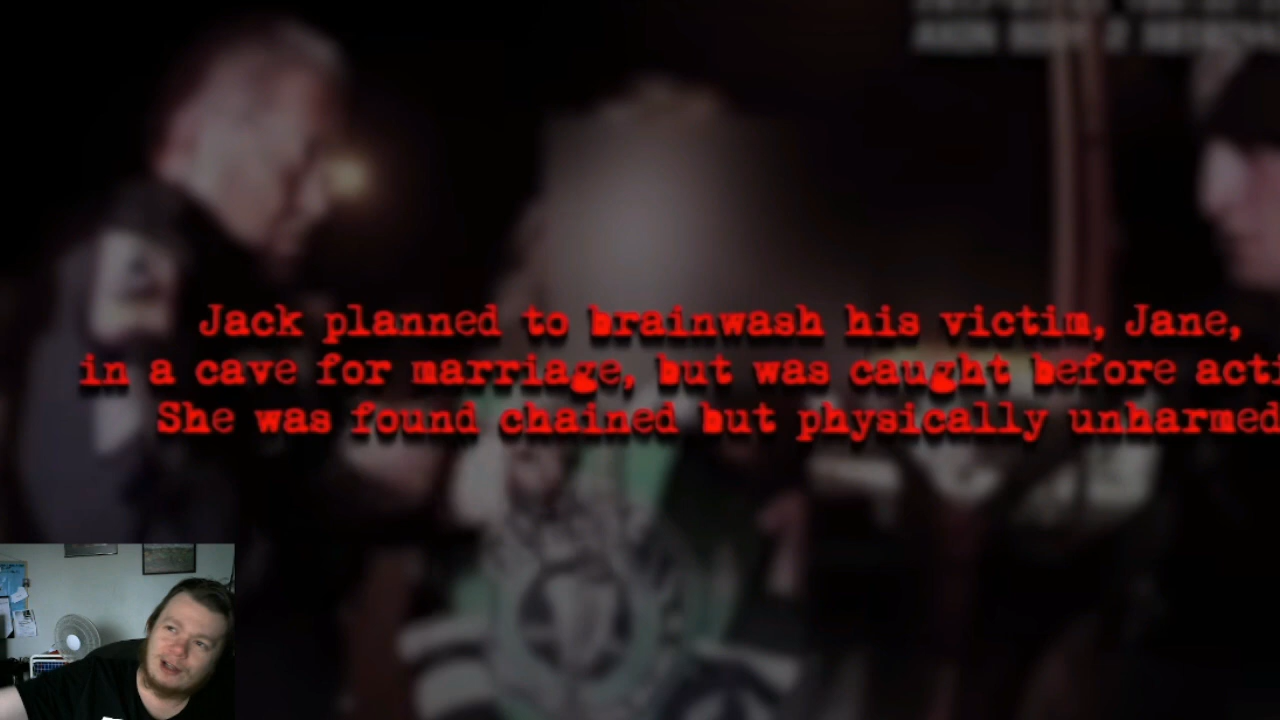 Jack planned to brainwash his victim, Jane,
in a cave for marriage, but was caught before acti
She was found chained but physically unharmed